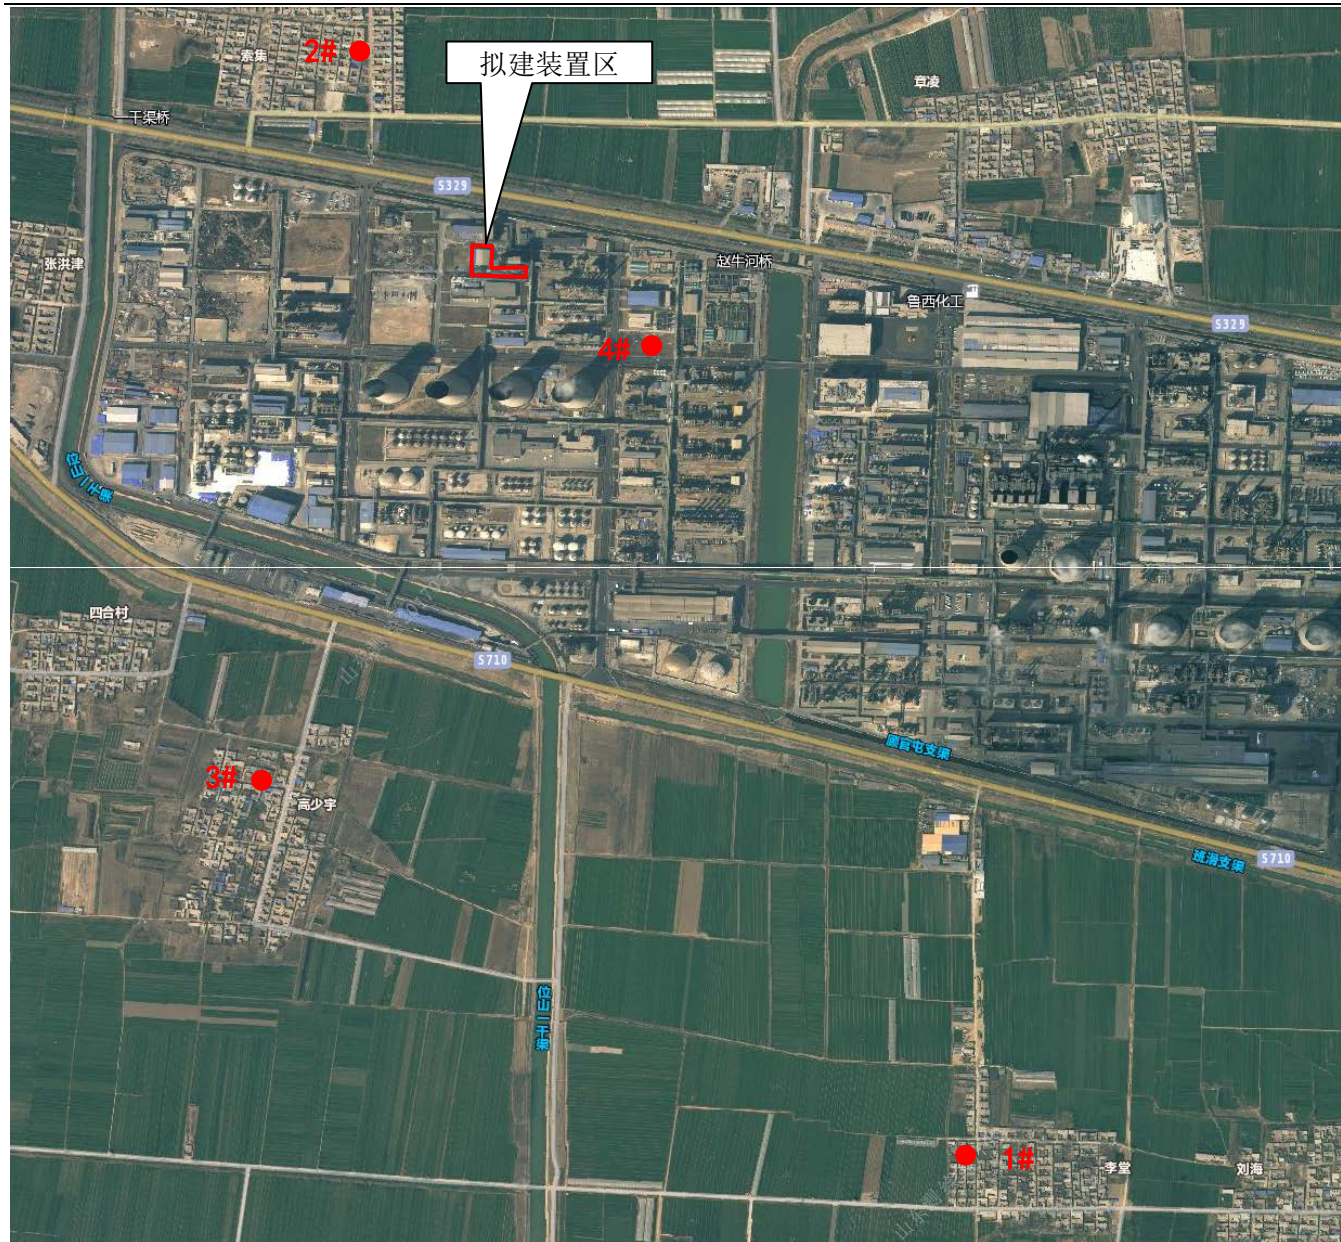 索集
2#
拟建装置区
章凌
一干渠桥
S329
张洪津
赵牛河桥
鲁西化工
S329
4#
位山二干渠
四合村
S710
顾官屯支渠
3#
高少宇
班滑支渠
S710
位山二干渠
1#
李堂
刘海